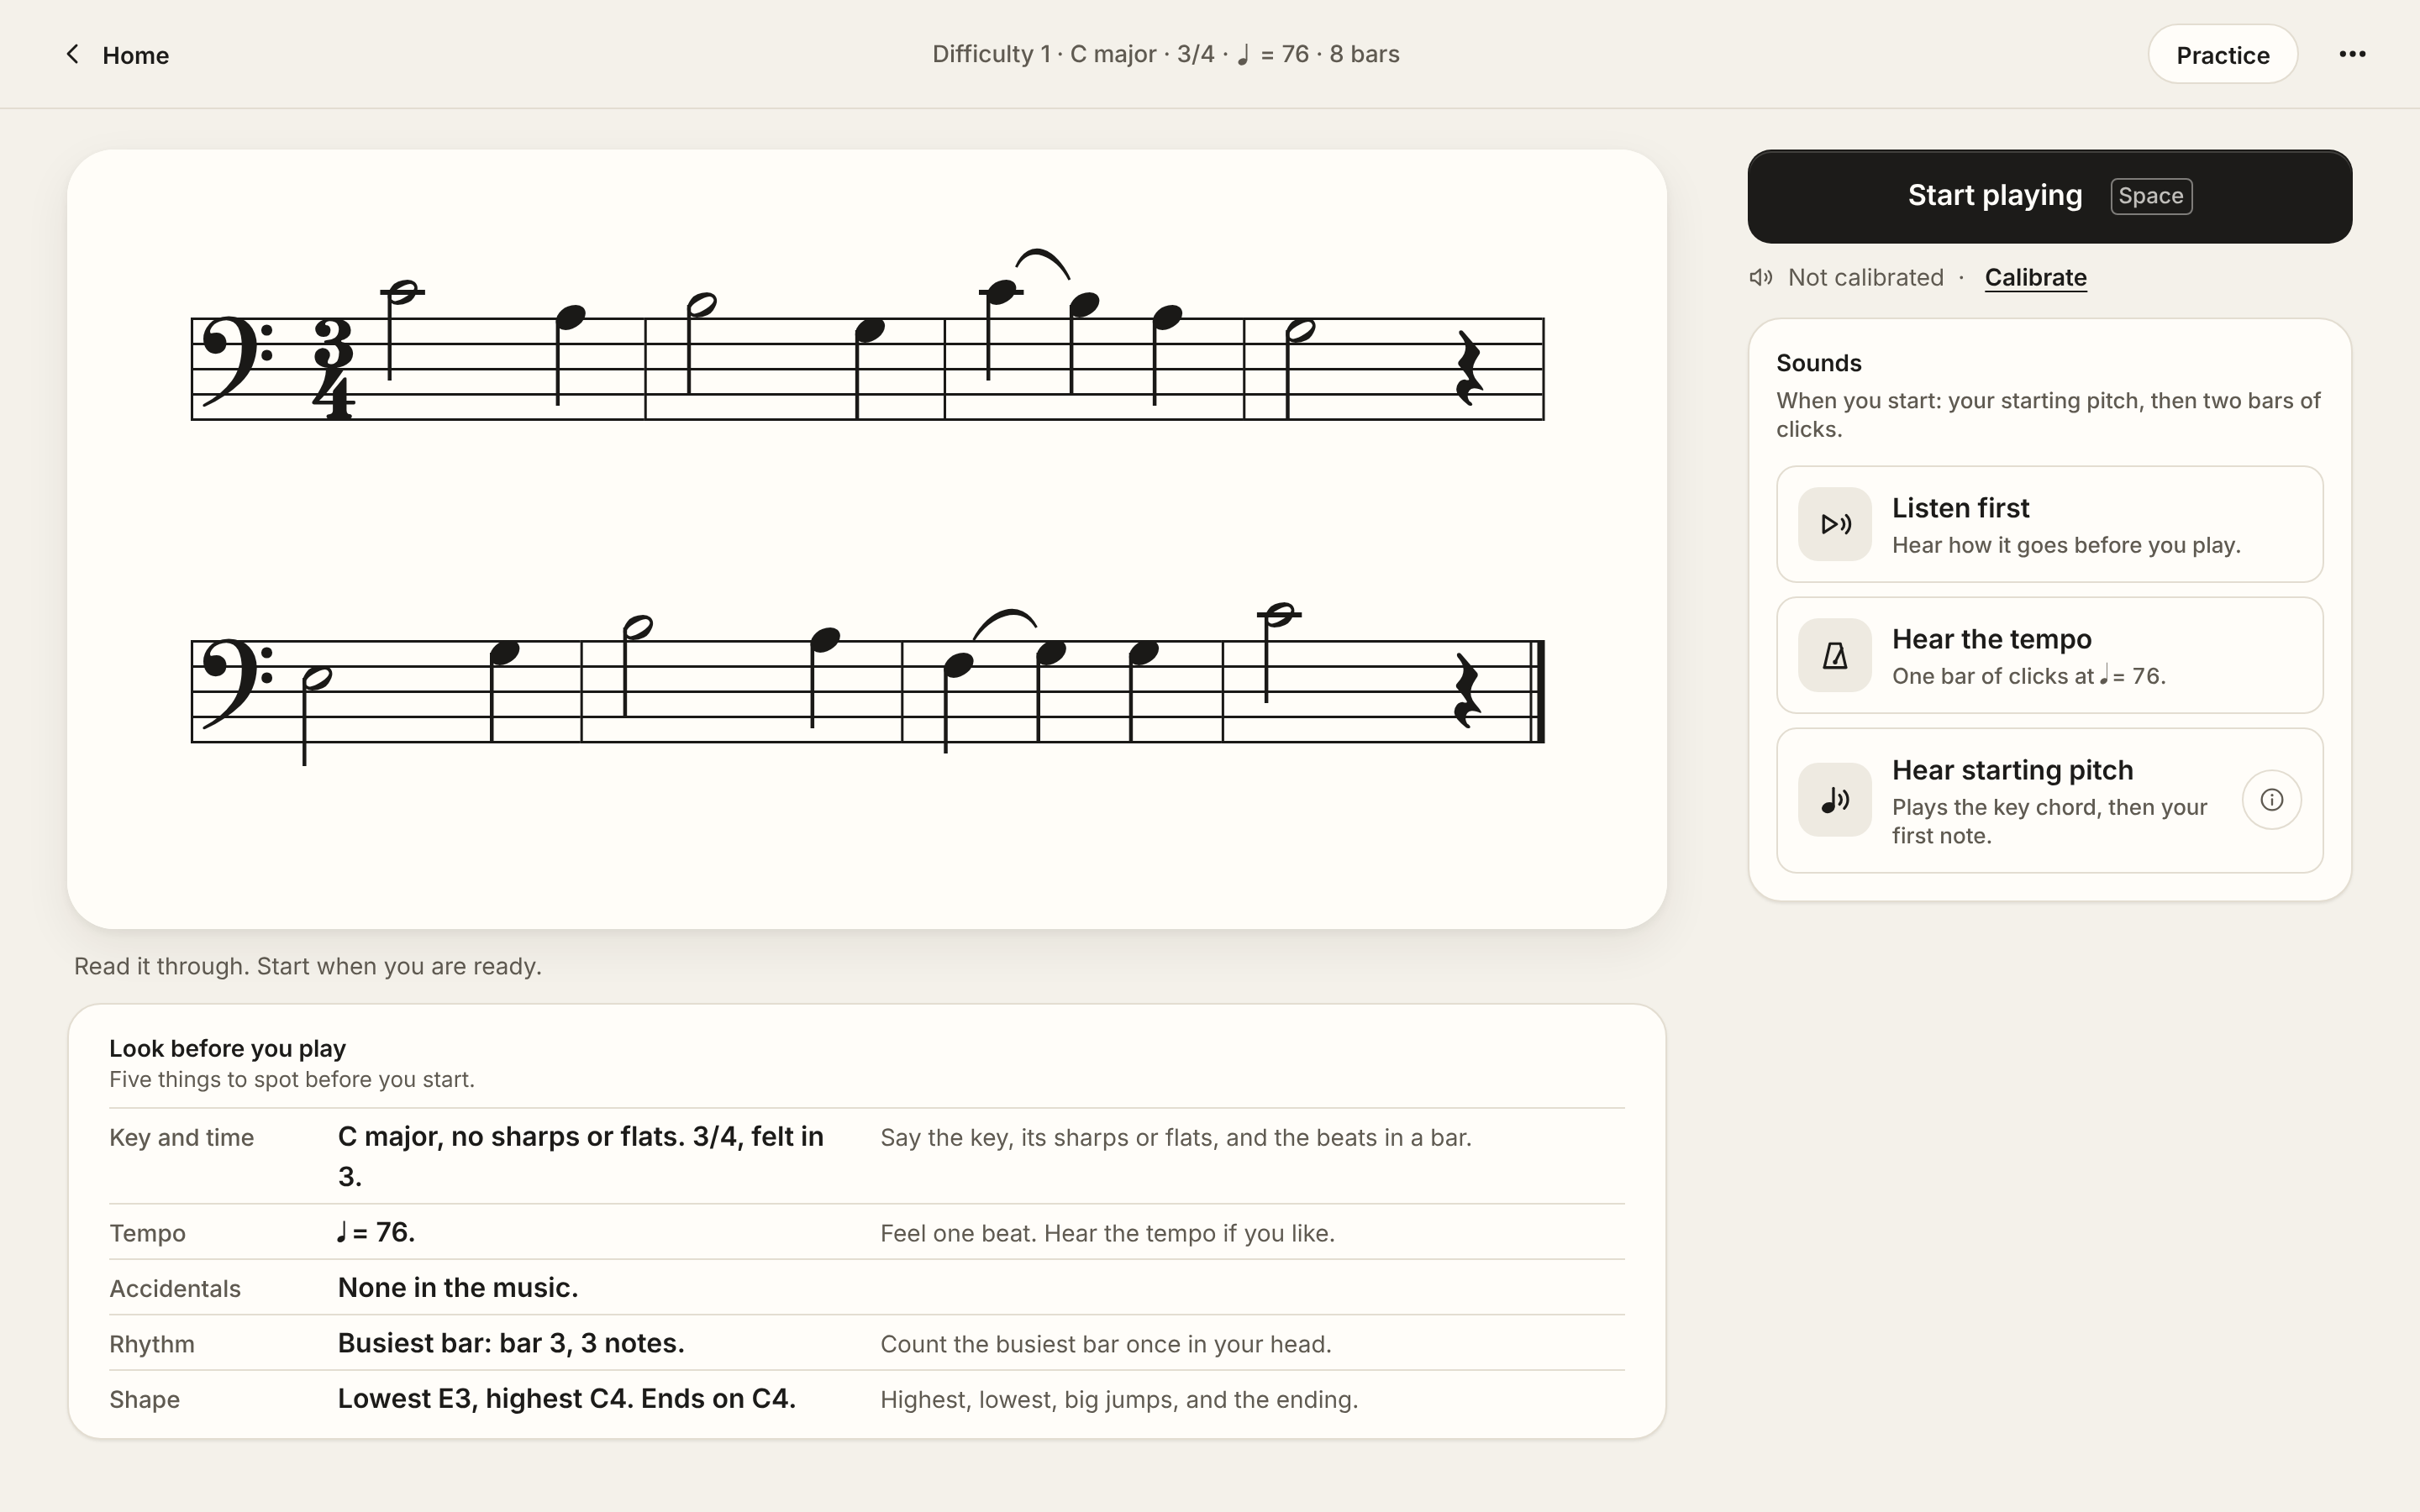 Home
Difficulty 1 · C major · 3/4 · ♩ = 76 · 8 bars
Practice
3
4
Read it through. Start when you are ready.
Look before you play
Five things to spot before you start.
Key and time
C major, no sharps or flats. 3/4, felt in
3.
Say the key, its sharps or flats, and the beats in a bar.
Tempo
♩ = 76.
Feel one beat. Hear the tempo if you like.
Accidentals
None in the music.
Rhythm
Busiest bar: bar 3, 3 notes.
Count the busiest bar once in your head.
Shape
Lowest E3, highest C4. Ends on C4.
Highest, lowest, big jumps, and the ending.
Start playing Space
Not calibrated · Calibrate
Sounds
When you start: your starting pitch, then two bars of
clicks.
Listen first
Hear how it goes before you play.
Hear the tempo
One bar of clicks at ♩ = 76.
Hear starting pitch
Plays the key chord, then your
first note.